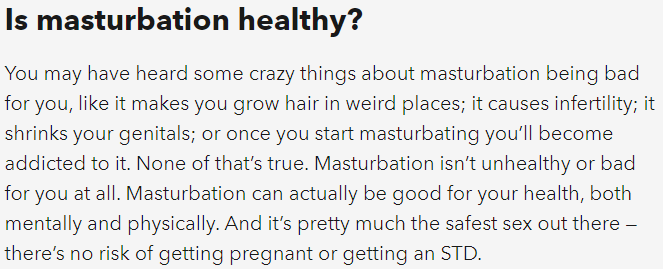 Is masturbation healthy?
You may have heard some crazy things about masturbation being bad
for you, like it makes you grow hair in weird places; it causes infertility; it
shrinks your genitals; or once you start masturbating you’ll become
addicted to it. None of that’s true. Masturbation isn’t unhealthy or bad
for you at all. Masturbation can actually be good for your health, both
mentally and physically. And it’s pretty much the safest sex out there –
there’s no risk of getting pregnant or getting an STD.